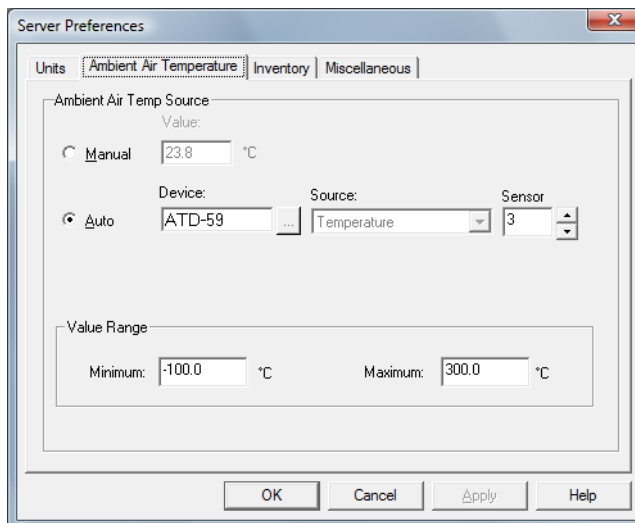 Server Preferences
Units
Ambient Air Temperature
Inventory
Miscellaneous
Ambient Air Temp Source
Value:
Manual
23.8
°C
Device:
Source:
Sensor
Auto
ATD-59
...
Temperature
3
Value Range
Minimum:
-100.0
°C
Maximum:
300.0
°C
OK
Cancel
Apply
Help